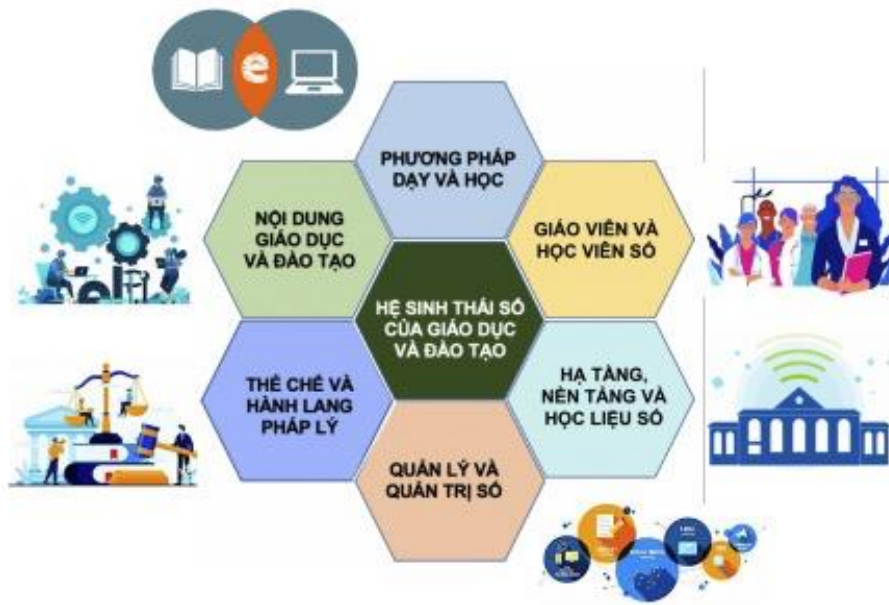 e
PHƯƠNG PHÁP
DẠY VÀ HỌC
NỘI DUNG
GIÁO DỤC
VÀ ĐÀO TẠO
GIÁO VIÊN VÀ
HỌC VIÊN SỐ
HỆ SINH THÁI SỐ
CỦA GIÁO DỤC
VÀ ĐÀO TẠO
THỂ CHẾ VÀ
HÀNH LANG
PHÁP LÝ
HẠ TẦNG,
NỀN TẢNG VÀ
HỌC LIỆU SỐ
QUẢN LÝ VÀ
QUẢN TRỊ SỐ